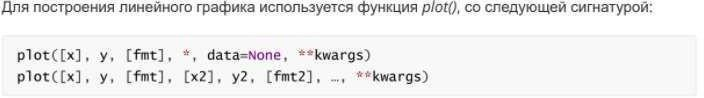 Для построения линейного графика используется функция plot(), со следующей сигнатурой:
plot([x], y, [fmt], *, data=None, **kwargs)
plot([x], y, [fmt], [x2], y2, [fmt2], …, **kwargs)